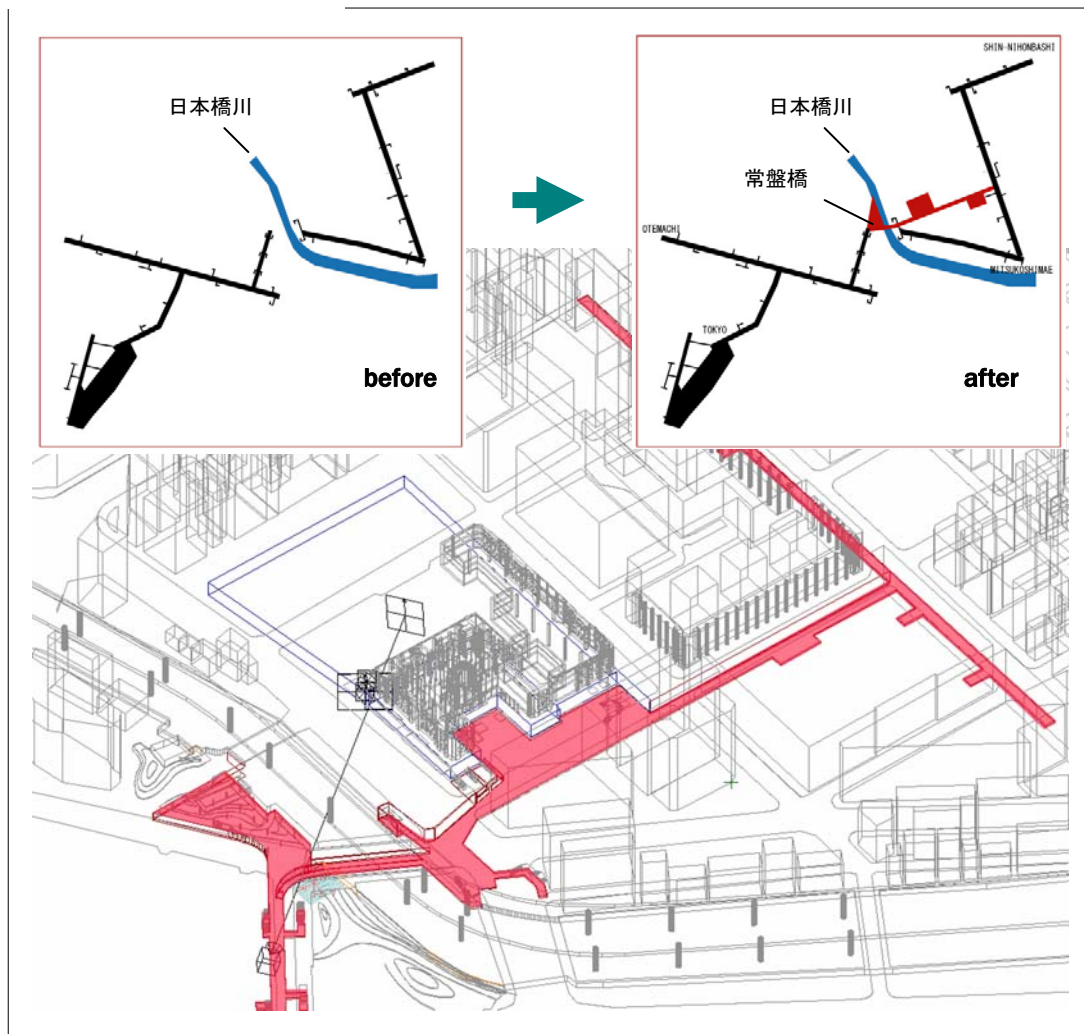 日本橋川
before
SHIN-NIHONBASHI
日本橋川
常盤橋
OTEMACHI
MITSUKOSHIMAE
TOKYO
after